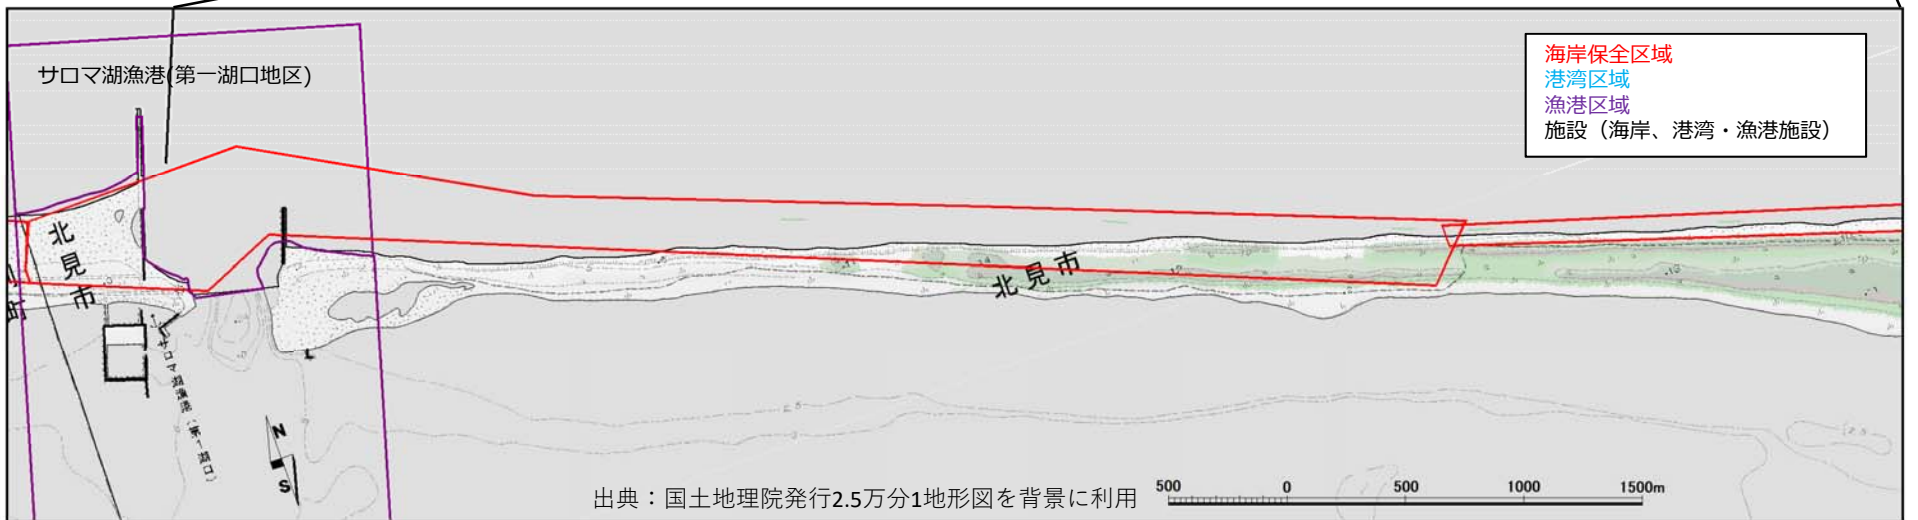 サロマ湖漁港(第一湖口地区)
海岸保全区域
港湾区域
漁港区域
施設（海岸、港湾・漁港施設）
北見市
町
北見市
サロマ湖漁港（第1湖口）
N
S
出典：国土地理院発行2.5万分1地形図を背景に利用
500 0 500 1000 1500m